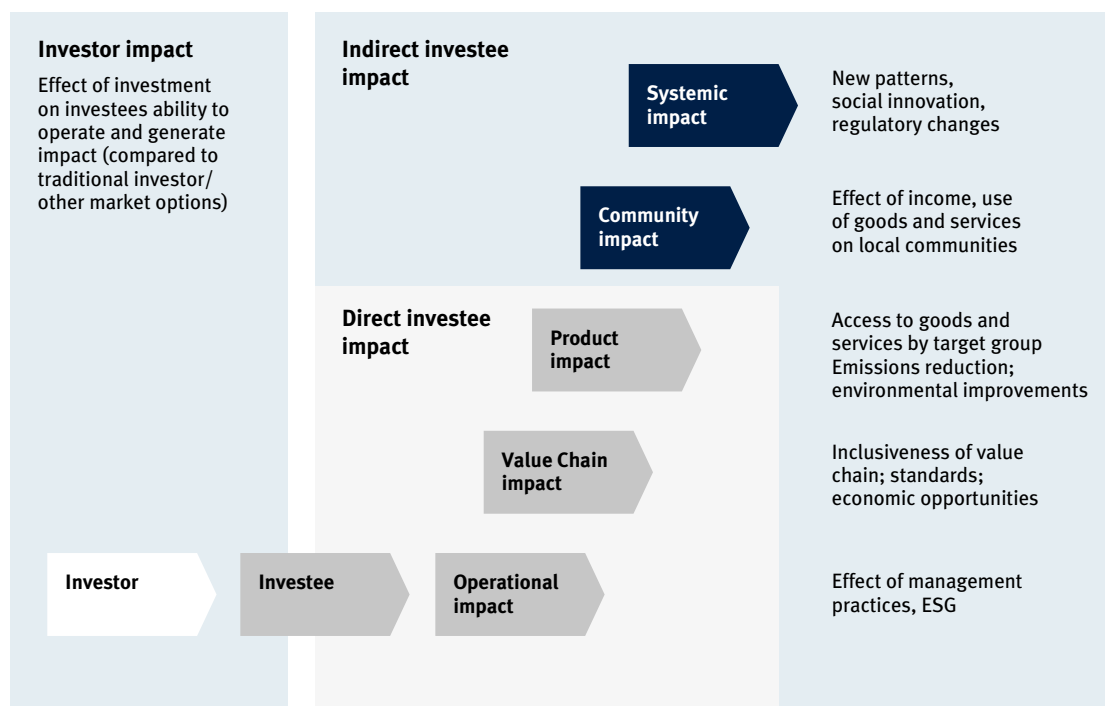 Investor impact
Effect of investment
on investees ability to
operate and generate
impact (compared to
traditional investor/
other market options)
Indirect investee
impact
Systemic
impact
New patterns,
social innovation,
regulatory changes
Community
impact
Effect of income, use
of goods and services
on local communities
Direct investee
impact
Product
impact
Access to goods and
services by target group
Emissions reduction;
environmental improvements
Value Chain
impact
Inclusiveness of value
chain; standards;
economic opportunities
Investor
Investee
Operational
impact
Effect of management
practices, ESG